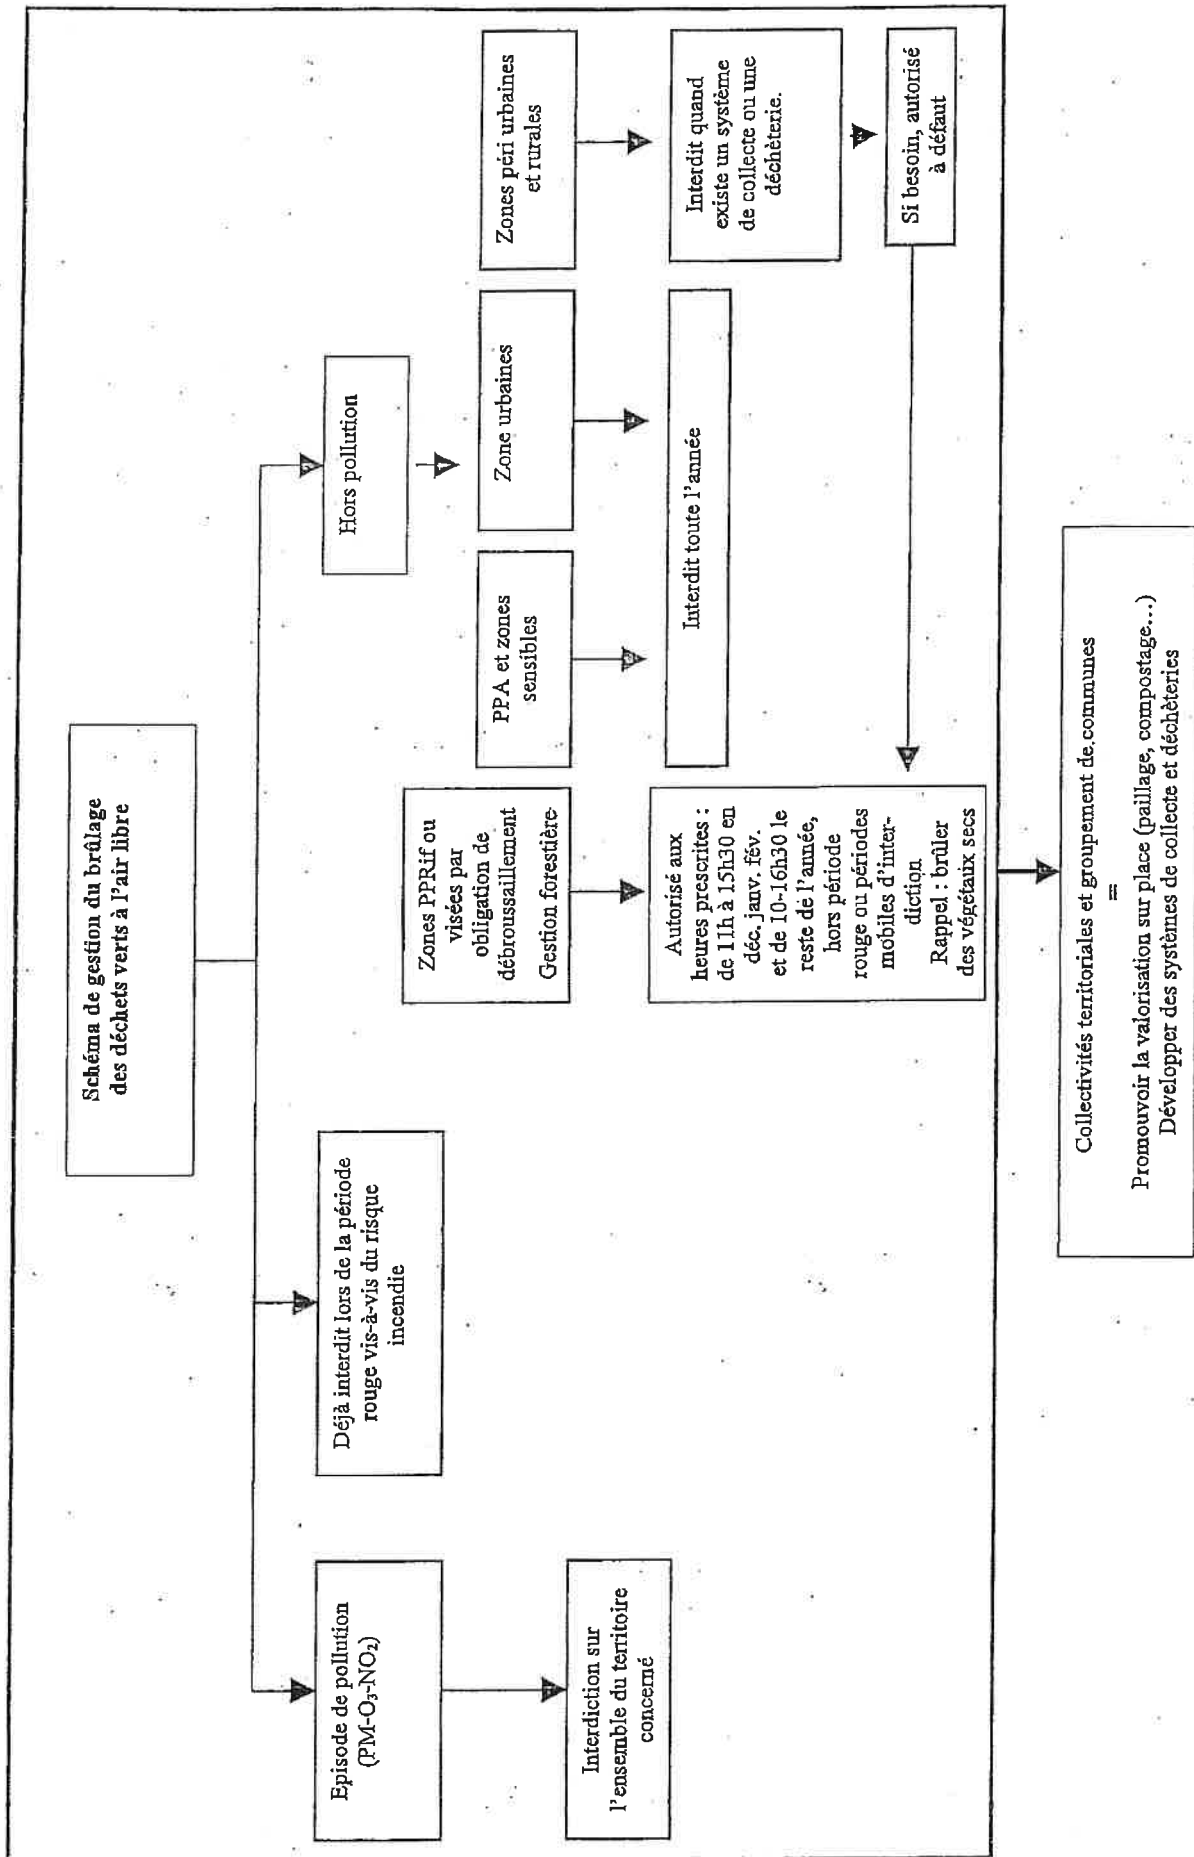 Schéma de gestion du brûlage
des déchets verts à l'air libre
Episode de pollution
(PM-O₃-NO₂)
Déjà interdit lors de la période
rouge vis-à-vis du risque
incendie
Hors pollution
Interdiction sur
l'ensemble du territoire
concerné
Zones PPRif ou
visées par
obligation de
débroussaillement
Gestion forestière
PPA et zones
sensibles
Zone urbaines
Zones péri urbaines
et rurales
Autorisé aux
heures prescrites :
de 11h à 15h30 en
déc. janv. fév.
et de 10-16h30 le
reste de l'année,
hors période
rouge ou périodes
mobiles d'inter-
diction
Rappel : brûler
des végétaux secs
Interdit toute l'année
Interdit quand
existe un système
de collecte ou une
déchèterie.
Si besoin, autorisé
à défaut
Collectivités territoriales et groupement de communes
=
Promouvoir la valorisation sur place (paillage, compostage...)
Développer des systèmes de collecte et déchèteries